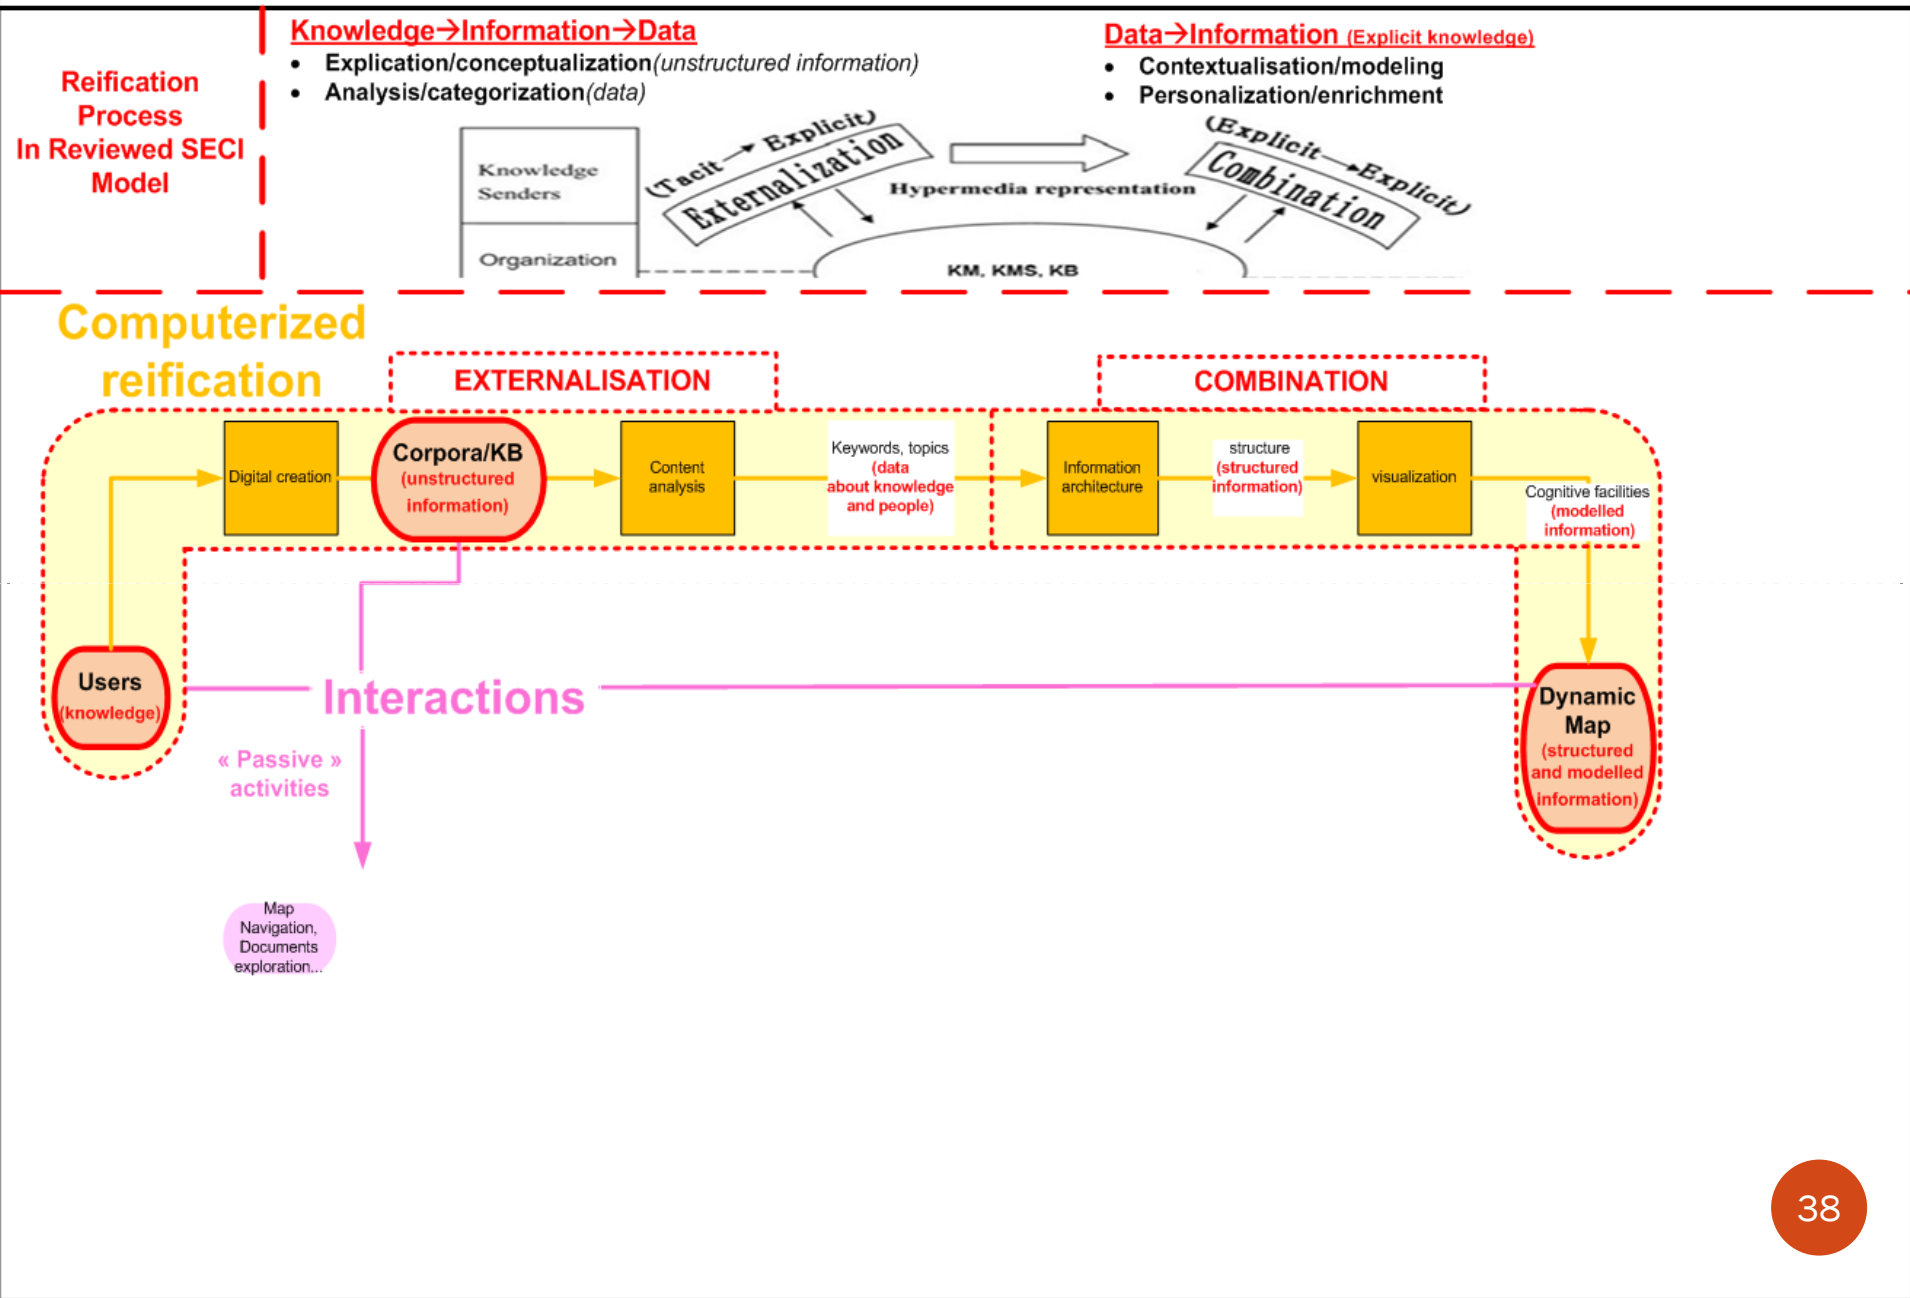 Reification
Process
In Reviewed SECI
Model
Knowledge→Information→Data
• Explication/conceptualization(unstructured information)
• Analysis/categorization(data)
Data→Information (Explicit knowledge)
• Contextualisation/modeling
• Personalization/enrichment
Knowledge
Senders
Organization
(Tacit → Explicit)
Externalization
Hypermedia representation
(Explicit→Explicit)
Combination
KM, KMS, KB
Computerized
reification
EXTERNALISATION
COMBINATION
Digital creation
Corpora/KB
(unstructured
information)
Content
analysis
Keywords, topics
(data
about knowledge
and people)
Information
architecture
structure
(structured
information)
visualization
Cognitive facilities
(modelled
information)
Users
(knowledge)
Interactions
Dynamic
Map
(structured
and modelled
information)
« Passive »
activities
Map
Navigation,
Documents
exploration...
38